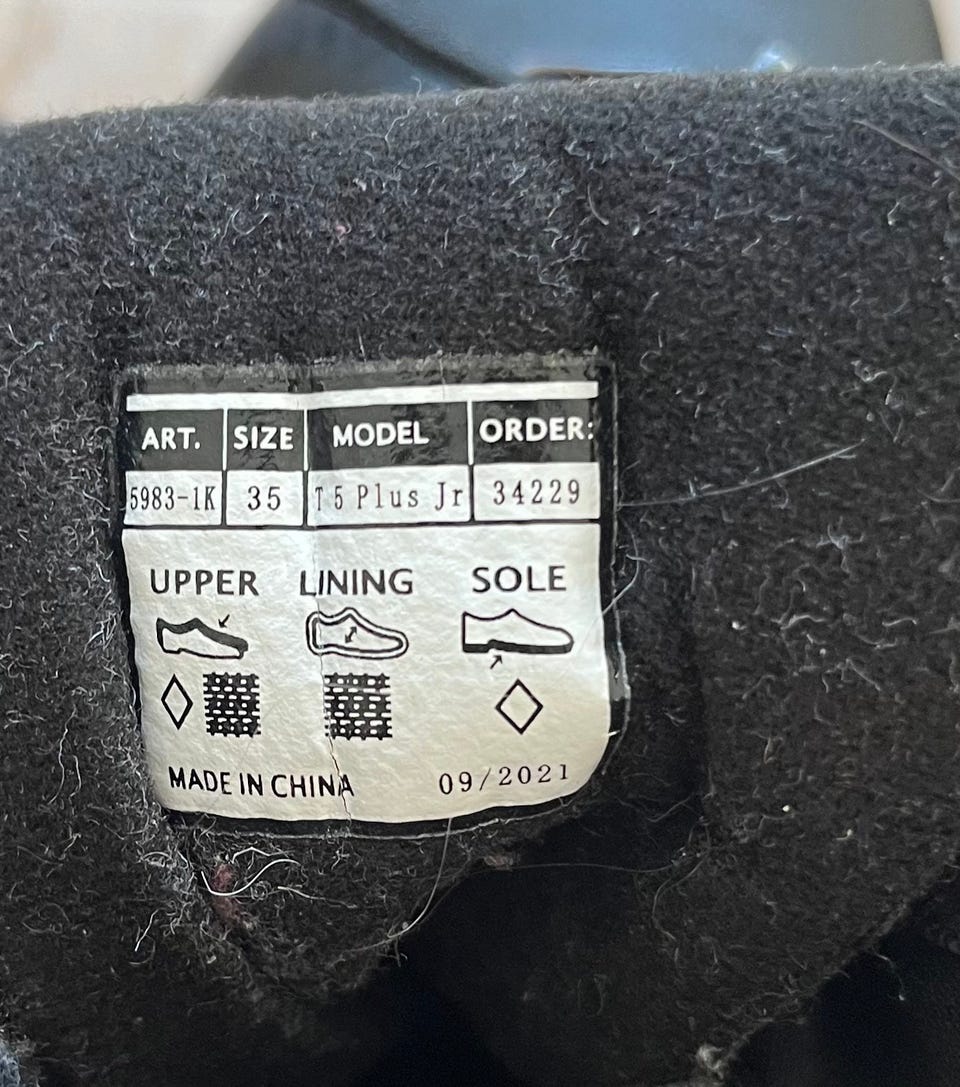 ART. SIZE MODEL ORDER:
5983-1K 35 T5 Plus Jr 34229
UPPER LINING SOLE
MADE IN CHINA 09/2021